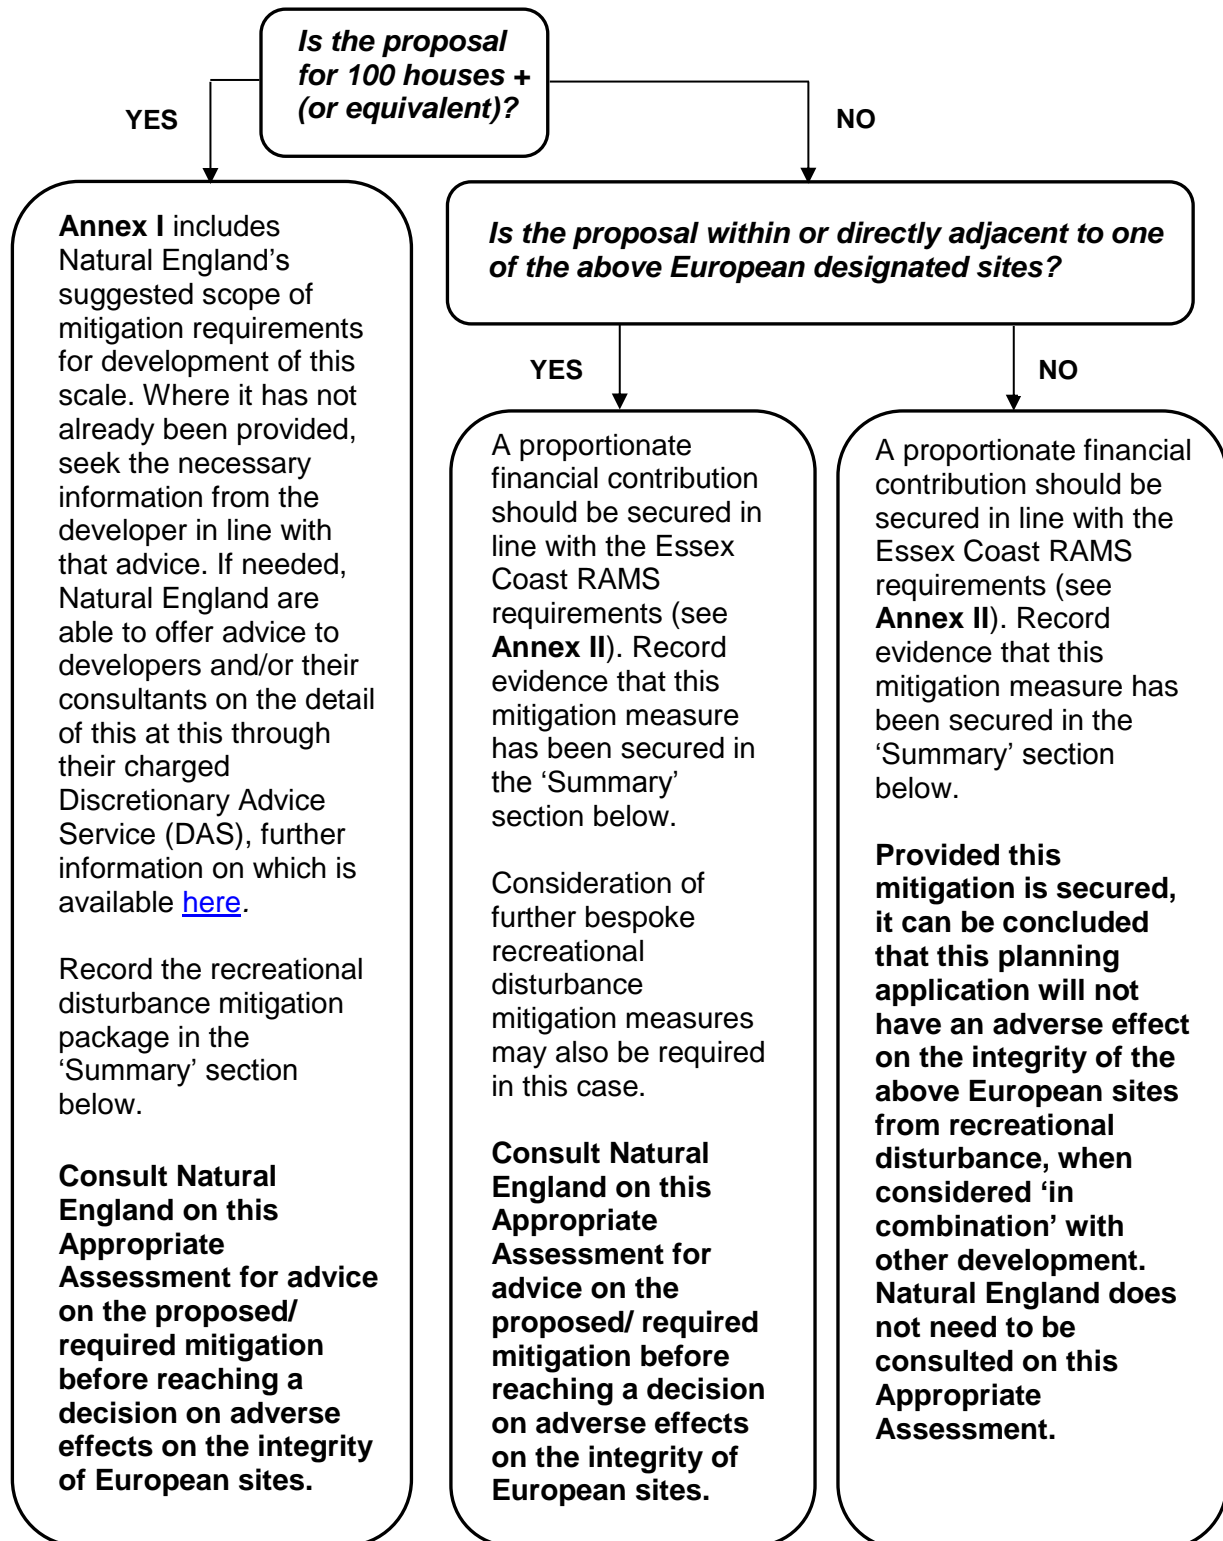 Is the proposal
for 100 houses +
(or equivalent)?
YES
NO
Annex I includes
Natural England’s
suggested scope of
mitigation requirements
for development of this
scale. Where it has not
already been provided,
seek the necessary
information from the
developer in line with
that advice. If needed,
Natural England are
able to offer advice to
developers and/or their
consultants on the detail
of this at this through
their charged
Discretionary Advice
Service (DAS), further
information on which is
available here.
Record the recreational
disturbance mitigation
package in the
‘Summary’ section
below.
Consult Natural
England on this
Appropriate
Assessment for advice
on the proposed/
required mitigation
before reaching a
decision on adverse
effects on the integrity
of European sites.
Is the proposal within or directly adjacent to one
of the above European designated sites?
YES
NO
A proportionate
financial contribution
should be secured in
line with the Essex
Coast RAMS
requirements (see
Annex II). Record
evidence that this
mitigation measure
has been secured in
the ‘Summary’
section below.
Consideration of
further bespoke
recreational
disturbance
mitigation measures
may also be required
in this case.
Consult Natural
England on this
Appropriate
Assessment for
advice on the
proposed/ required
mitigation before
reaching a decision
on adverse effects
on the integrity of
European sites.
A proportionate financial
contribution should be
secured in line with the
Essex Coast RAMS
requirements (see
Annex II). Record
evidence that this
mitigation measure has
been secured in the
‘Summary’ section
below.
Provided this
mitigation is secured,
it can be concluded
that this planning
application will not
have an adverse effect
on the integrity of the
above European sites
from recreational
disturbance, when
considered ‘in
combination’ with
other development.
Natural England does
not need to be
consulted on this
Appropriate
Assessment.